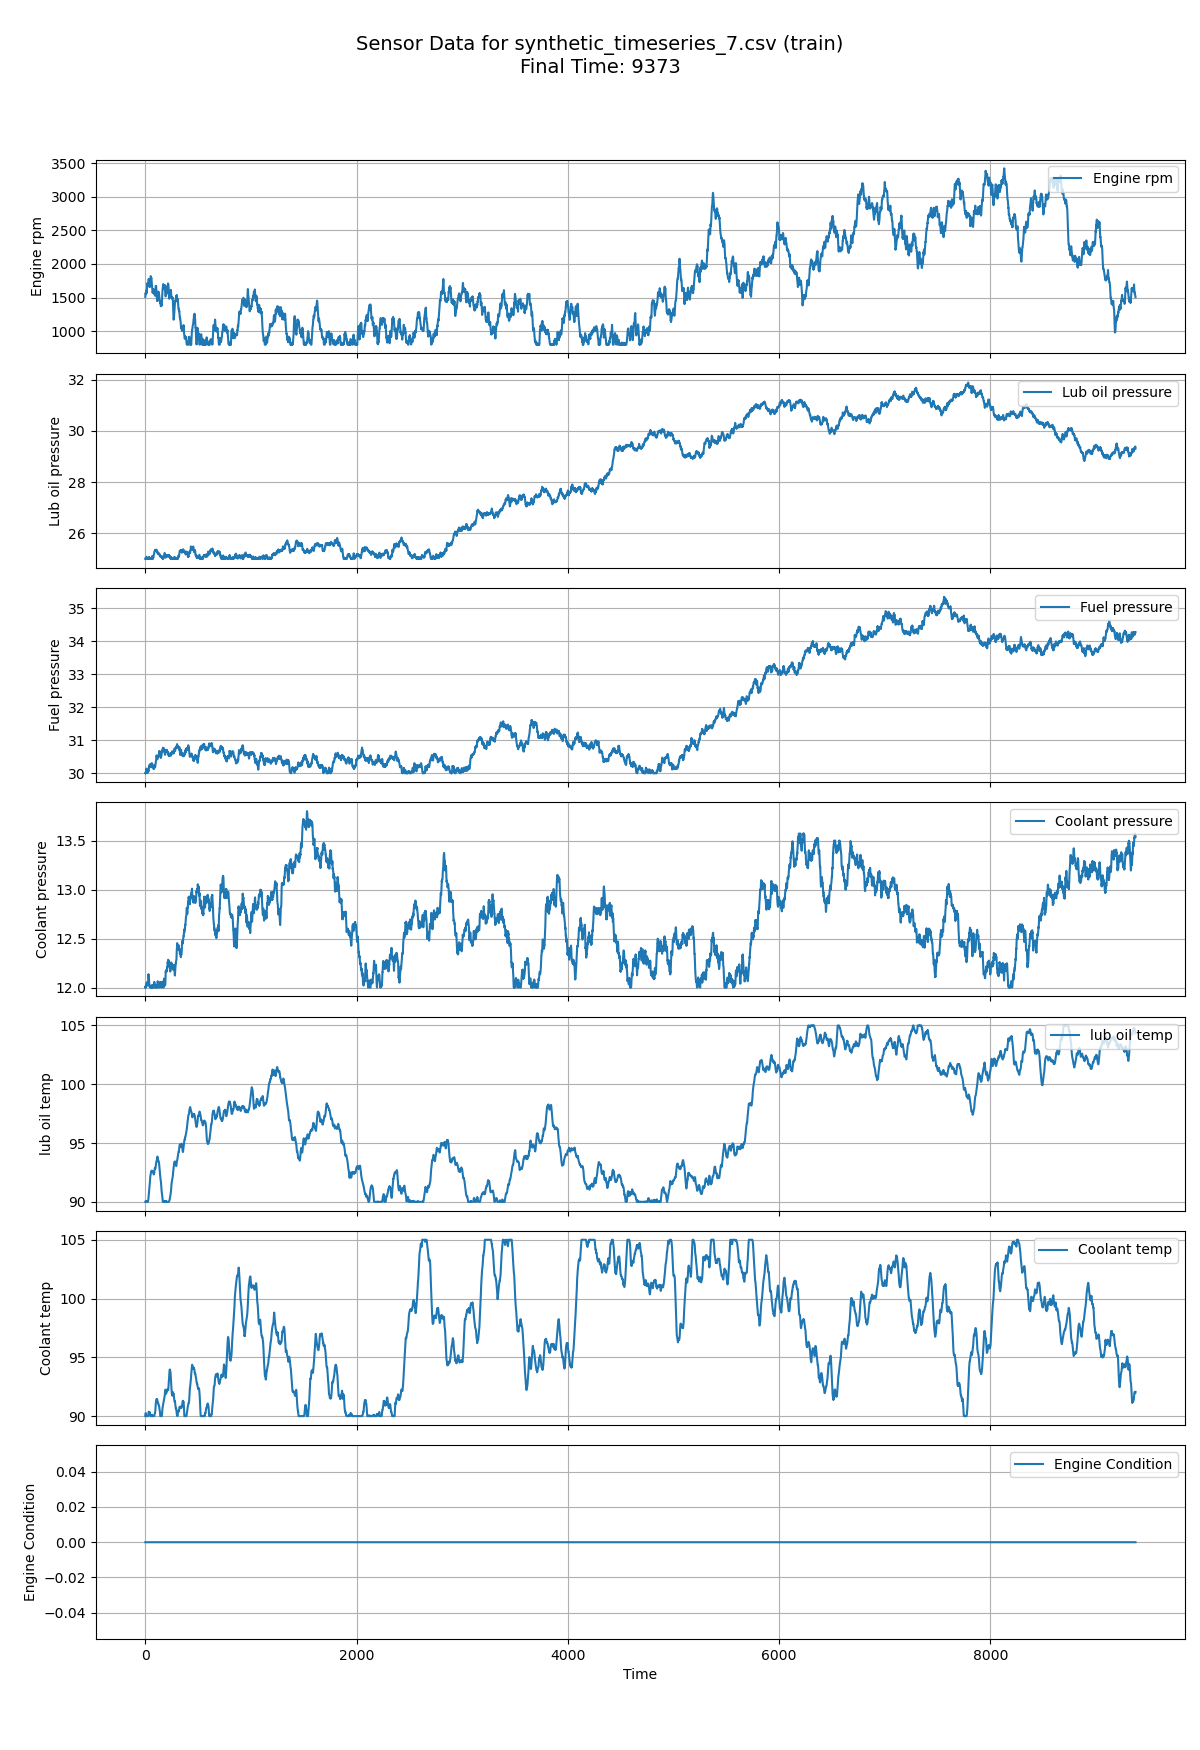 Sensor Data for synthetic_timeseries_7.csv (train)
Final Time: 9373
3500
3000
2500
2000
1500
1000
Engine rpm
Engine rpm
32
30
28
26
Lub oil pressure
Lub oil pressure
35
34
33
32
31
30
Fuel pressure
Fuel pressure
13.5
13.0
12.5
12.0
Coolant pressure
Coolant pressure
105
100
95
90
lub oil temp
lub oil temp
105
100
95
90
Coolant temp
Coolant temp
0.04
0.02
0.00
−0.02
−0.04
Engine Condition
Engine Condition
0 2000 4000 6000 8000
Time